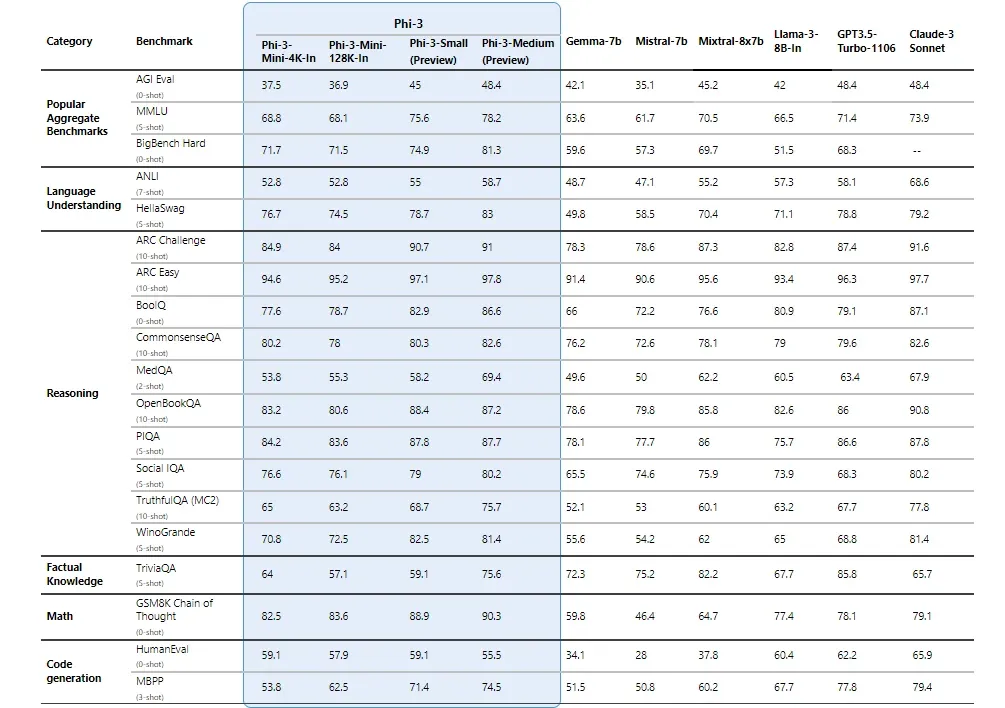 Phi-3
Category Benchmark Phi-3-Mini-4K-In Phi-3-Mini-128K-In Phi-3-Small (Preview) Phi-3-Medium (Preview) Gemma-7b Mistral-7b Mixtral-8x7b Llama-3-8B-In GPT3.5-Turbo-1106 Claude-3 Sonnet
Popular Aggregate Benchmarks
AGI Eval (0-shot) 37.5 36.9 45 48.4 42.1 35.1 45.2 42 48.4 48.4
MMLU (5-shot) 68.8 68.1 75.6 78.2 63.6 61.7 70.5 66.5 71.4 73.9
BigBench Hard (0-shot) 71.7 71.5 74.9 81.3 59.6 57.3 69.7 51.5 68.3 --
Language Understanding
ANLI (7-shot) 52.8 52.8 55 58.7 48.7 47.1 55.2 57.3 58.1 68.6
HellaSwag (5-shot) 76.7 74.5 78.7 83 49.8 58.5 70.4 71.1 78.8 79.2
Reasoning
ARC Challenge (10-shot) 84.9 84 90.7 91 78.3 78.6 87.3 82.8 87.4 91.6
ARC Easy (10-shot) 94.6 95.2 97.1 97.8 91.4 90.6 95.6 93.4 96.3 97.7
BoolQ (0-shot) 77.6 78.7 82.9 86.6 66 72.2 76.6 80.9 79.1 87.1
CommonsenseQA (10-shot) 80.2 78 80.3 82.6 76.2 72.6 78.1 79 79.6 82.6
MedQA (2-shot) 53.8 55.3 58.2 69.4 49.6 50 62.2 60.5 63.4 67.9
OpenBookQA (10-shot) 83.2 80.6 88.4 87.2 78.6 79.8 85.8 82.6 86 90.8
PIQA (5-shot) 84.2 83.6 87.8 87.7 78.1 77.7 86 75.7 86.6 87.8
Social IQA (5-shot) 76.6 76.1 79 80.2 65.5 74.6 75.9 73.9 68.3 80.2
TruthfulQA (MC2) (10-shot) 65 63.2 68.7 75.7 52.1 53 60.1 63.2 67.7 77.8
WinoGrande (5-shot) 70.8 72.5 82.5 81.4 55.6 54.2 62 65 68.8 81.4
Factual Knowledge
TriviaQA (5-shot) 64 57.1 59.1 75.6 72.3 75.2 82.2 67.7 85.8 65.7
Math
GSM8K Chain of Thought (0-shot) 82.5 83.6 88.9 90.3 59.8 46.4 64.7 77.4 78.1 79.1
Code generation
HumanEval (0-shot) 59.1 57.9 59.1 55.5 34.1 28 37.8 60.4 62.2 65.9
MBPP (3-shot) 53.8 62.5 71.4 74.5 51.5 50.8 60.2 67.7 77.8 79.4